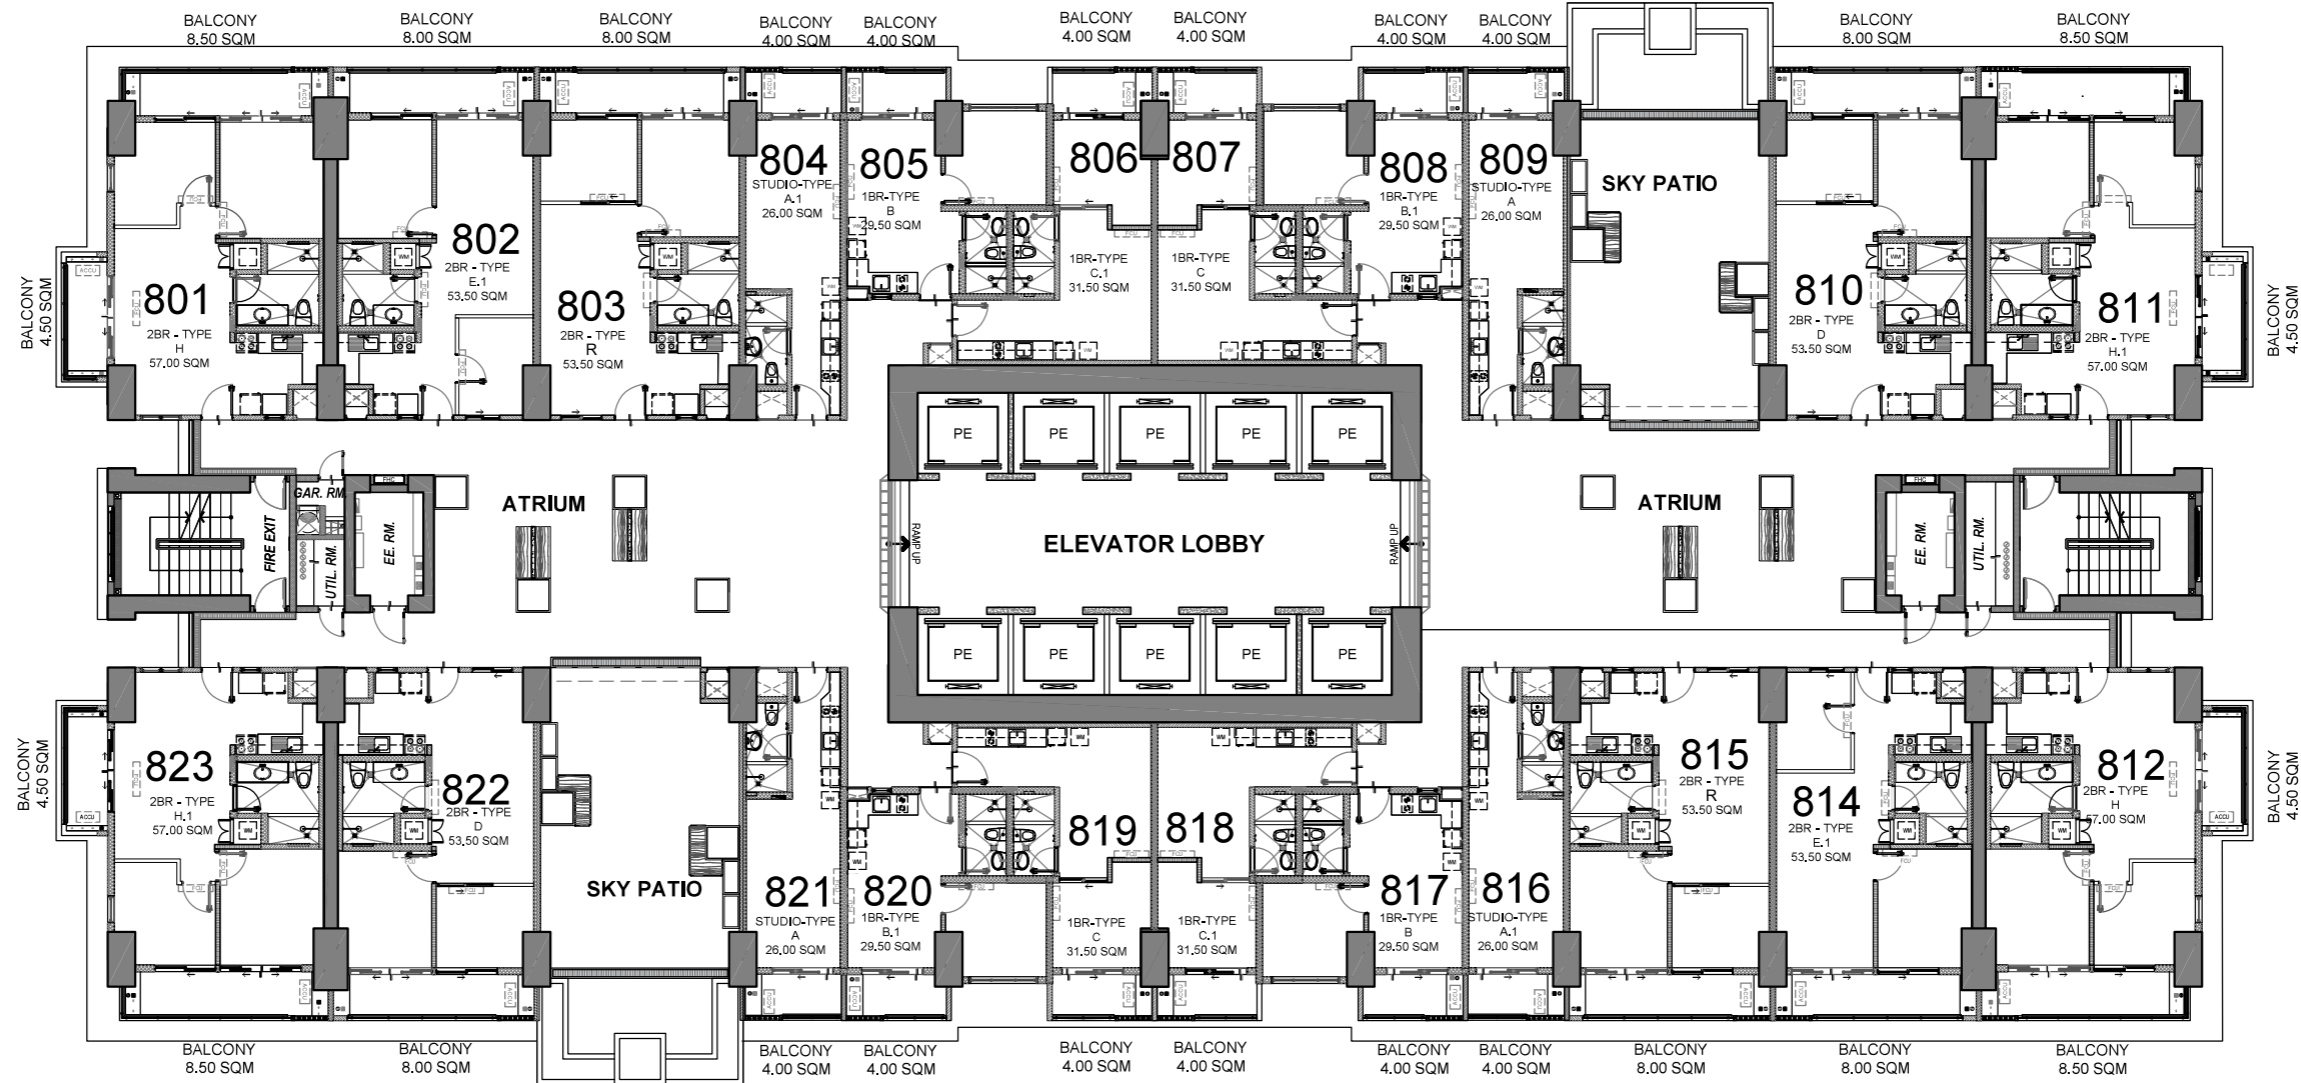 BALCONY
8.50 SQM
BALCONY
8.00 SQM
BALCONY
8.00 SQM
BALCONY
4.00 SQM
BALCONY
4.00 SQM
BALCONY
4.00 SQM
BALCONY
4.00 SQM
BALCONY
4.00 SQM
BALCONY
4.00 SQM
BALCONY
8.00 SQM
BALCONY
8.50 SQM
801
2BR - TYPE
H
57.00 SQM
802
2BR - TYPE
E.1
53.50 SQM
803
2BR - TYPE
R
53.50 SQM
804
STUDIO-TYPE
A.1
26.00 SQM
805
1BR-TYPE
B
29.50 SQM
806
1BR-TYPE
C.1
31.50 SQM
807
1BR-TYPE
C
31.50 SQM
808
1BR-TYPE
B.1
29.50 SQM
809
STUDIO-TYPE
A
26.00 SQM
SKY PATIO
810
2BR - TYPE
D
53.50 SQM
811
2BR - TYPE
H.1
57.00 SQM
BALCONY
4.50 SQM
BALCONY
4.50 SQM
ACCU
PE
PE
PE
PE
PE
FIRE EXIT
GAR. RM.
UTIL. RM.
FHC
EE. RM.
ATRIUM
RAMP UP
ELEVATOR LOBBY
RAMP UP
ATRIUM
FHC
EE. RM.
UTIL. RM.
PE
PE
PE
PE
PE
BALCONY
4.50 SQM
BALCONY
4.50 SQM
ACCU
ACCU
823
2BR - TYPE
H.1
57.00 SQM
822
2BR - TYPE
D
53.50 SQM
SKY PATIO
821
STUDIO-TYPE
A
26.00 SQM
820
1BR-TYPE
B.1
29.50 SQM
819
1BR-TYPE
C
31.50 SQM
818
1BR-TYPE
C.1
31.50 SQM
817
1BR-TYPE
B
29.50 SQM
816
STUDIO-TYPE
A.1
26.00 SQM
815
2BR - TYPE
R
53.50 SQM
814
2BR - TYPE
E.1
53.50 SQM
812
2BR - TYPE
H
57.00 SQM
BALCONY
8.50 SQM
BALCONY
8.00 SQM
BALCONY
4.00 SQM
BALCONY
4.00 SQM
BALCONY
4.00 SQM
BALCONY
4.00 SQM
BALCONY
4.00 SQM
BALCONY
4.00 SQM
BALCONY
8.00 SQM
BALCONY
8.00 SQM
BALCONY
8.50 SQM